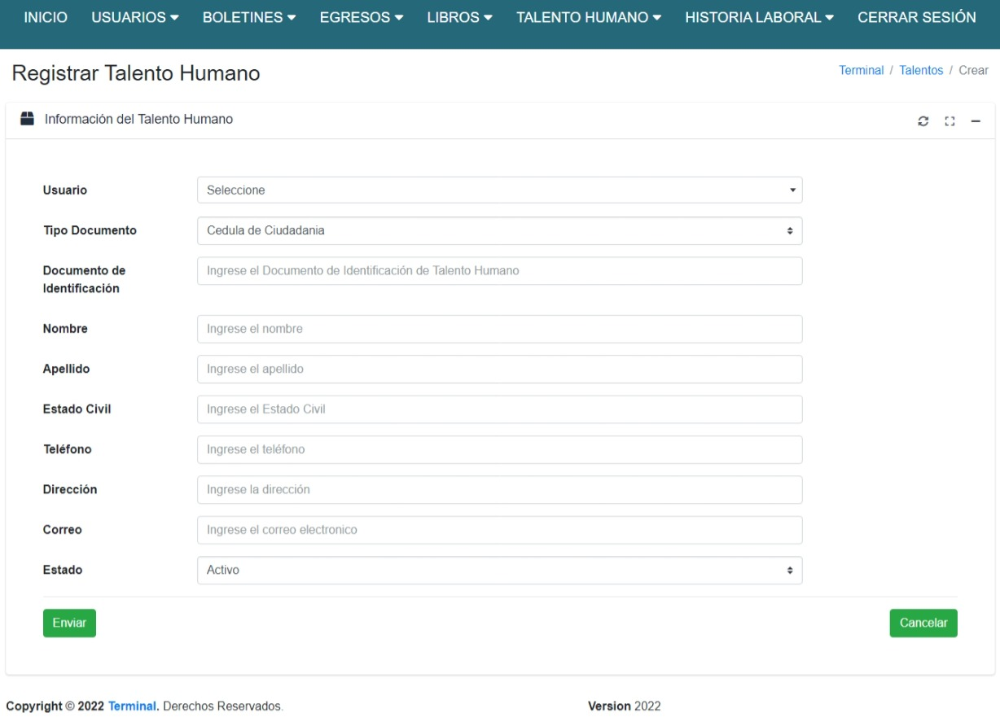 INICIO USUARIOS BOLETINES EGRESOS LIBROS TALENTO HUMANO HISTORIA LABORAL CERRAR SESIÓN
Registrar Talento Humano
Terminal / Talentos / Crear
Información del Talento Humano
Usuario Seleccione
Tipo Documento Cedula de Ciudadania
Documento de Identificación Ingrese el Documento de Identificación de Talento Humano
Nombre Ingrese el nombre
Apellido Ingrese el apellido
Estado Civil Ingrese el Estado Civil
Teléfono Ingrese el teléfono
Dirección Ingrese la dirección
Correo Ingrese el correo electronico
Estado Activo
Enviar Cancelar
Copyright © 2022 Terminal. Derechos Reservados. Version 2022